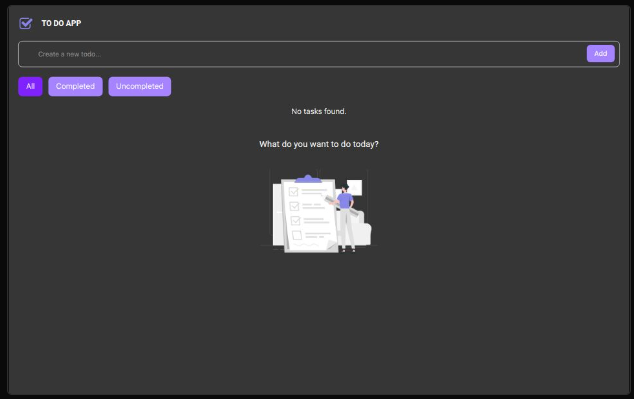 TO DO APP
Create a new todo...
Add
All
Completed
Uncompleted
No tasks found.
What do you want to do today?